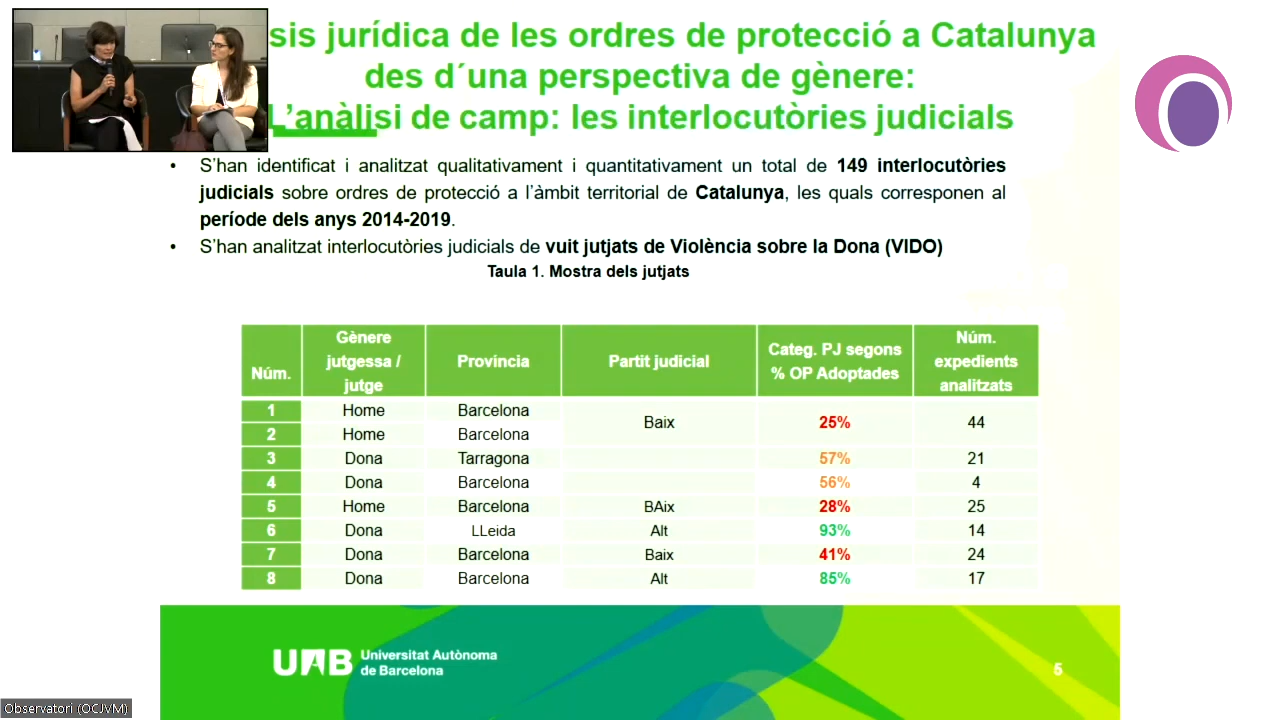 sis jurídica de les ordres de protecció a Catalunya
des d´una perspectiva de gènere:
L’anàlisi de camp: les interlocutòries judicials
• S’han identificat i analitzat qualitativament i quantitativament un total de 149 interlocutòries
judicials sobre ordres de protecció a l’àmbit territorial de Catalunya, les quals corresponen al
període dels anys 2014-2019.
• S’han analitzat interlocutòries judicials de vuit jutjats de Violència sobre la Dona (VIDO)
Taula 1. Mostra dels jutjats
Núm. Gènere jutgessa / jutge Província Partit judicial Categ. PJ segons % OP Adoptades Núm. expedients analitzats
1 Home Barcelona Baix 25% 44
2 Home Barcelona
3 Dona Tarragona 57% 21
4 Dona Barcelona 56% 4
5 Home Barcelona BAix 28% 25
6 Dona LLeida Alt 93% 14
7 Dona Barcelona Baix 41% 24
8 Dona Barcelona Alt 85% 17
UAB Universitat Autònoma
de Barcelona
5
Observatori (OCJVM)